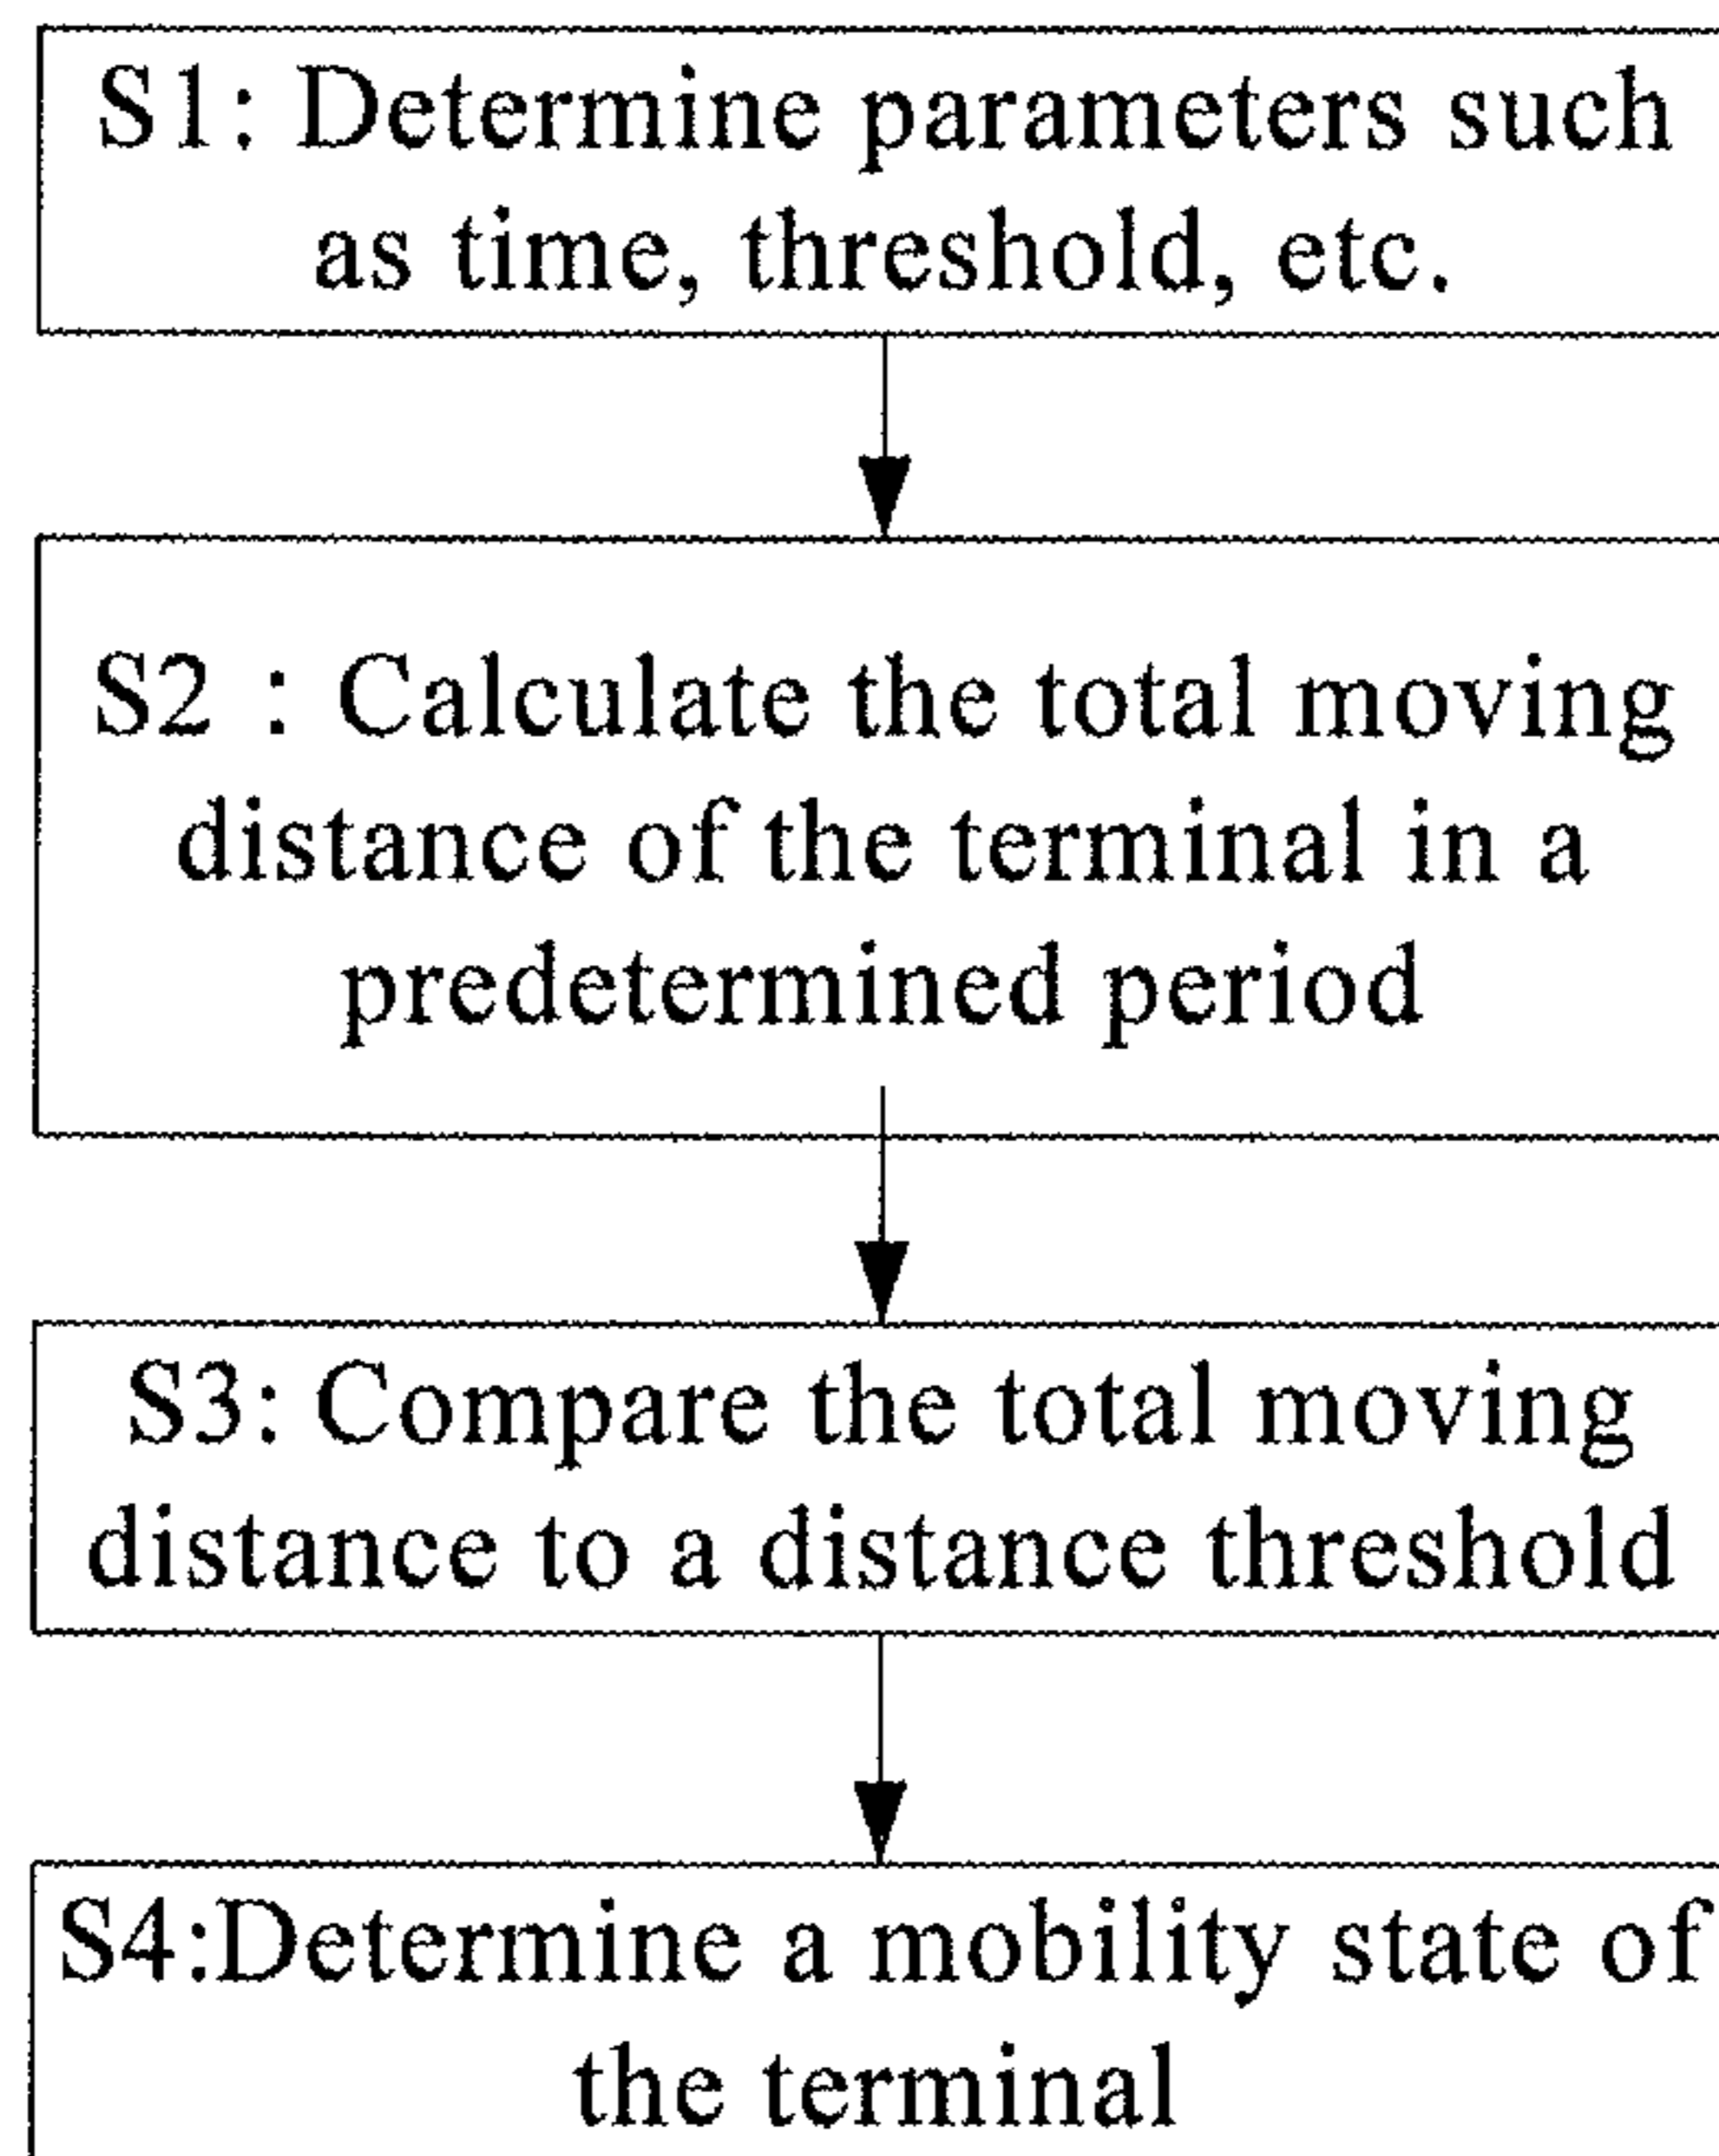 S1: Determine parameters such
as time, threshold, etc.
S2 : Calculate the total moving
distance of the terminal in a
predetermined period
S3: Compare the total moving
distance to a distance threshold
S4:Determine a mobility state of
the terminal